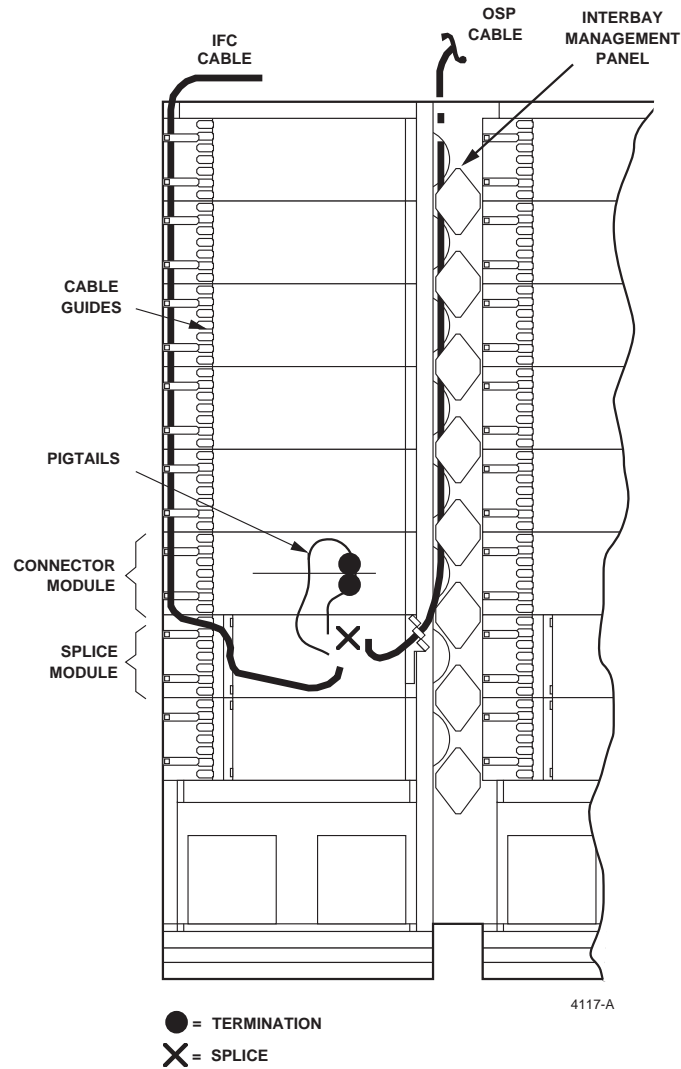 IFC
CABLE
OSP
CABLE
INTERBAY
MANAGEMENT
PANEL
CABLE
GUIDES
PIGTAILS
CONNECTOR
MODULE
SPLICE
MODULE
4117-A
= TERMINATION
= SPLICE